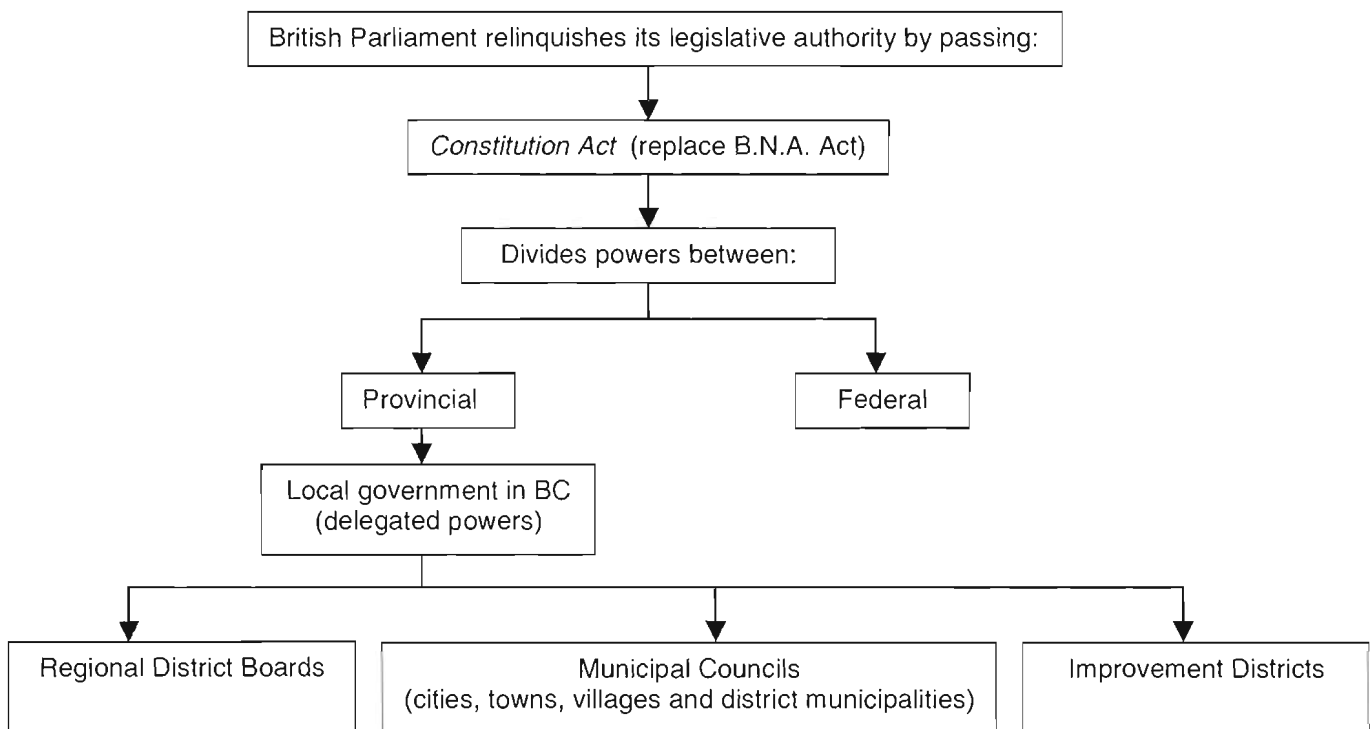 British Parliament relinquishes its legislative authority by passing:
Constitution Act (replace B.N.A. Act)
Divides powers between:
Provincial
Federal
Local government in BC
(delegated powers)
Regional District Boards
Municipal Councils
(cities, towns, villages and district municipalities)
Improvement Districts